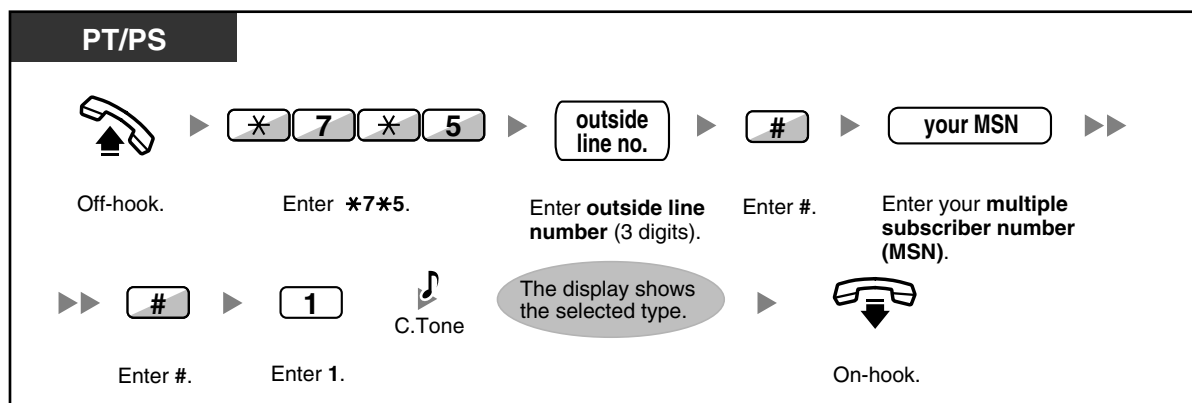 PT/PS
* 7 * 5
outside
line no.
#
your MSN
Off-hook.
Enter *7*5.
Enter outside line
number (3 digits).
Enter #.
Enter your multiple
subscriber number
(MSN).
#
1
C.Tone
The display shows
the selected type.
Enter #.
Enter 1.
On-hook.